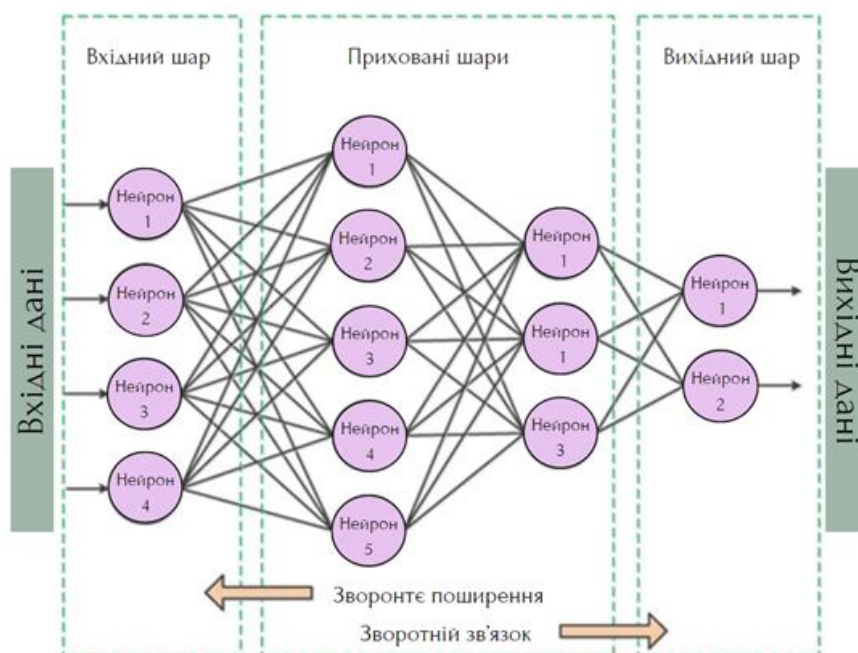 Вхідний шар
Приховані шари
Вихідний шар
Вхідні дані
Нейрон
1
Нейрон
2
Нейрон
3
Нейрон
4
Нейрон
1
Нейрон
2
Нейрон
3
Нейрон
4
Нейрон
5
Нейрон
1
Нейрон
1
Нейрон
3
Нейрон
1
Нейрон
2
Вихідні дані
Зворонтє поширення
Зворотній зв'язок